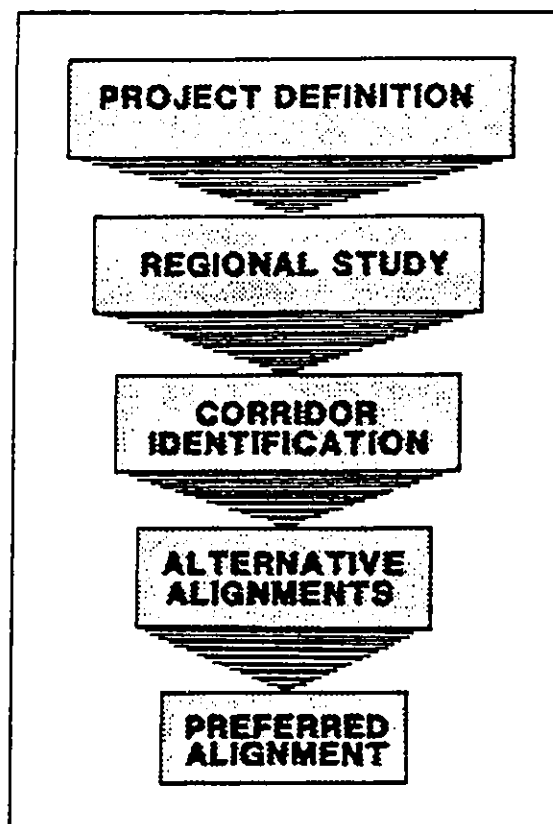 PROJECT DEFINITION
REGIONAL STUDY
CORRIDOR
IDENTIFICATION
ALTERNATIVE
ALIGNMENTS
PREFERRED
ALIGNMENT